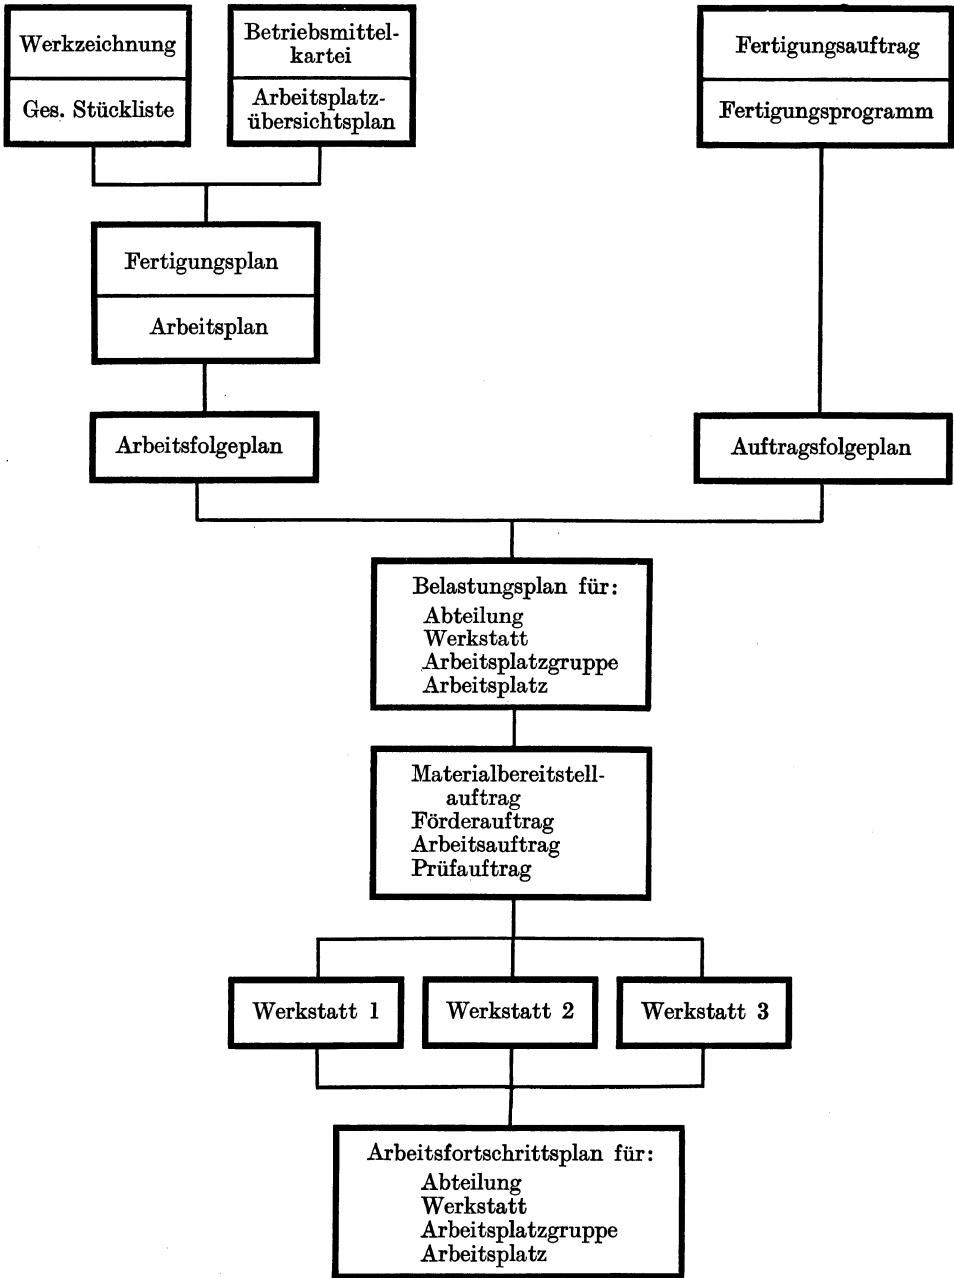 Werkzeichnung
Ges. Stückliste
Betriebsmittel-
kartei
Arbeitsplatz-
übersichtsplan
Fertigungsauftrag
Fertigungsprogramm
Fertigungsplan
Arbeitsplan
Arbeitsfolgeplan
Auftragsfolgeplan
Belastungsplan für:
Abteilung
Werkstatt
Arbeitsplatzgruppe
Arbeitsplatz
Materialbereitstell-
auftrag
Förderauftrag
Arbeitsauftrag
Prüfauftrag
Werkstatt 1
Werkstatt 2
Werkstatt 3
Arbeitsfortschrittsplan für:
Abteilung
Werkstatt
Arbeitsplatzgruppe
Arbeitsplatz